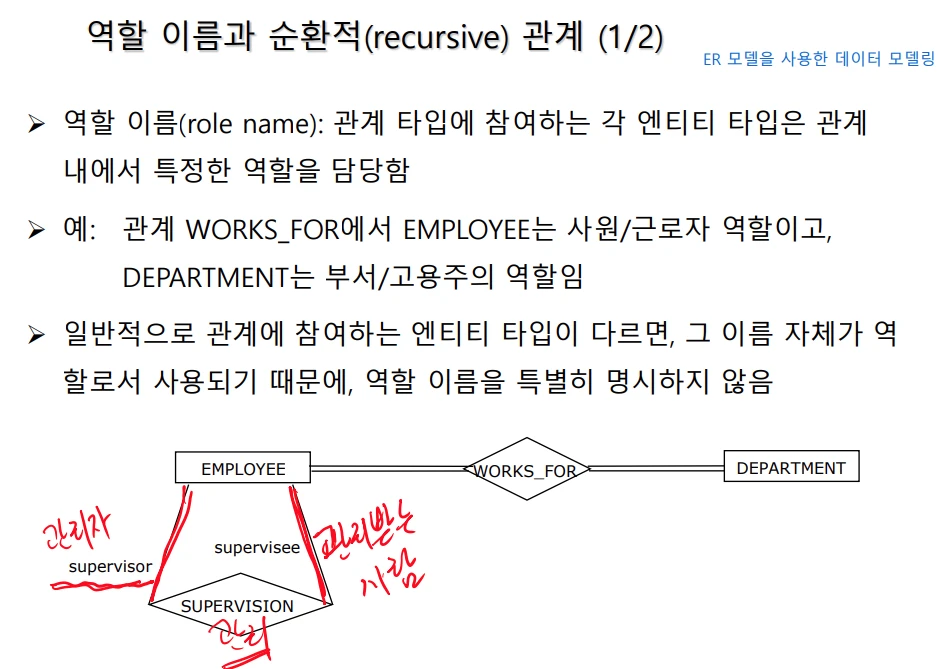 역할 이름과 순환적(recursive) 관계 (1/2)
ER 모델을 사용한 데이터 모델링
➢ 역할 이름(role name): 관계 타입에 참여하는 각 엔티티 타입은 관계
내에서 특정한 역할을 담당함
➢ 예: 관계 WORKS_FOR에서 EMPLOYEE는 사원/근로자 역할이고,
DEPARTMENT는 부서/고용주의 역할임
➢ 일반적으로 관계에 참여하는 엔티티 타입이 다르면, 그 이름 자체가 역
할로서 사용되기 때문에, 역할 이름을 특별히 명시하지 않음
EMPLOYEE
WORKS_FOR
DEPARTMENT
관리자
관리받는
사람
supervisor
supervisee
SUPERVISION
관리